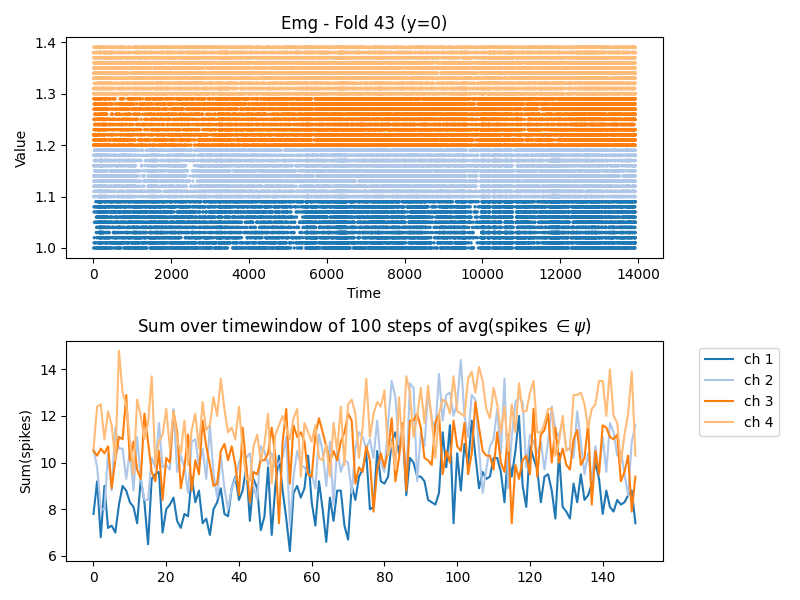 Emg - Fold 43 (y=0)
1.4
1.3
1.2
1.1
1.0
Value
0 2000 4000 6000 8000 10000 12000 14000
Time
Sum over timewindow of 100 steps of avg(spikes ∈ψ)
14
12
10
8
6
Sum(spikes)
0 20 40 60 80 100 120 140
ch 1
ch 2
ch 3
ch 4